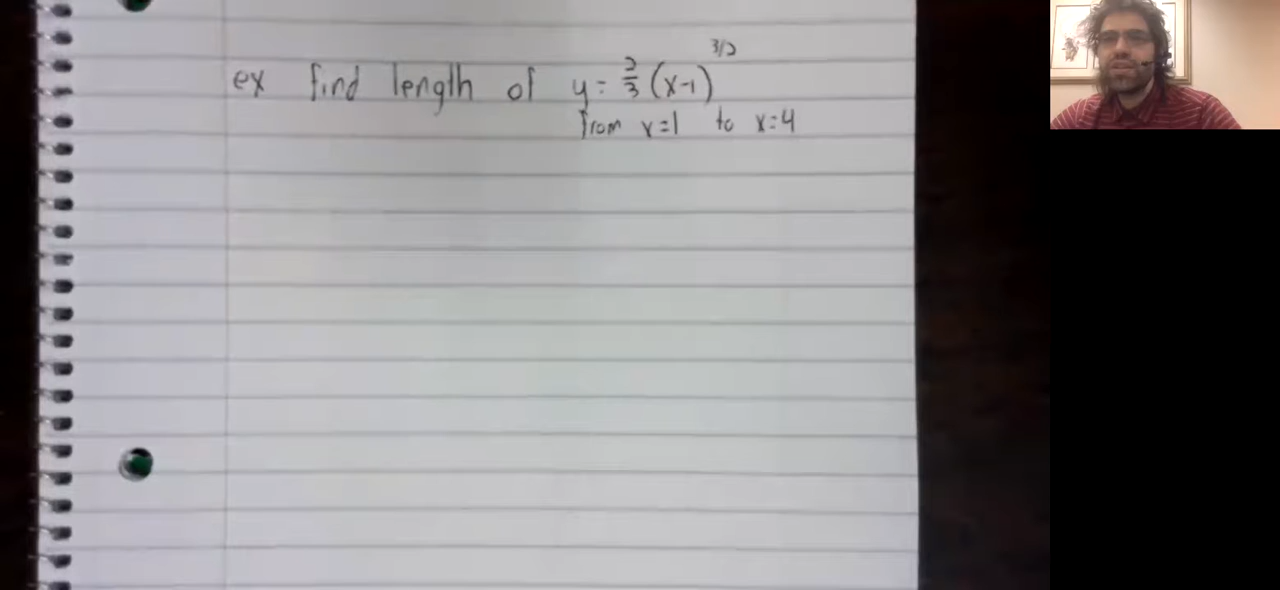 ex find length of y = 2/3 (x-1)^3/2
from x=1 to x=4